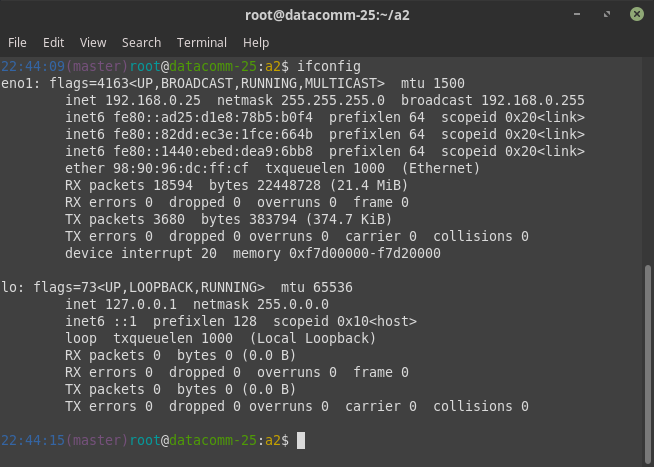 root@datacomm-25:~/a2
File Edit View Search Terminal Help
22:44:09(master)root@datacomm-25:a2$ ifconfig
eno1: flags=4163<UP,BROADCAST,RUNNING,MULTICAST>  mtu 1500
        inet 192.168.0.25  netmask 255.255.255.0  broadcast 192.168.0.255
        inet6 fe80::ad25:d1e8:78b5:b0f4  prefixlen 64  scopeid 0x20<link>
        inet6 fe80::82dd:ec3e:1fce:664b  prefixlen 64  scopeid 0x20<link>
        inet6 fe80::1440:ebed:dea9:6bb8  prefixlen 64  scopeid 0x20<link>
        ether 98:90:96:dc:ff:cf  txqueuelen 1000  (Ethernet)
        RX packets 18594  bytes 22448728 (21.4 MiB)
        RX errors 0  dropped 0  overruns 0  frame 0
        TX packets 3680  bytes 383794 (374.7 KiB)
        TX errors 0  dropped 0 overruns 0  carrier 0  collisions 0
        device interrupt 20  memory 0xf7d00000-f7d20000
lo: flags=73<UP,LOOPBACK,RUNNING>  mtu 65536
        inet 127.0.0.1  netmask 255.0.0.0
        inet6 ::1  prefixlen 128  scopeid 0x10<host>
        loop  txqueuelen 1000  (Local Loopback)
        RX packets 0  bytes 0 (0.0 B)
        RX errors 0  dropped 0  overruns 0  frame 0
        TX packets 0  bytes 0 (0.0 B)
        TX errors 0  dropped 0 overruns 0  carrier 0  collisions 0
22:44:15(master)root@datacomm-25:a2$